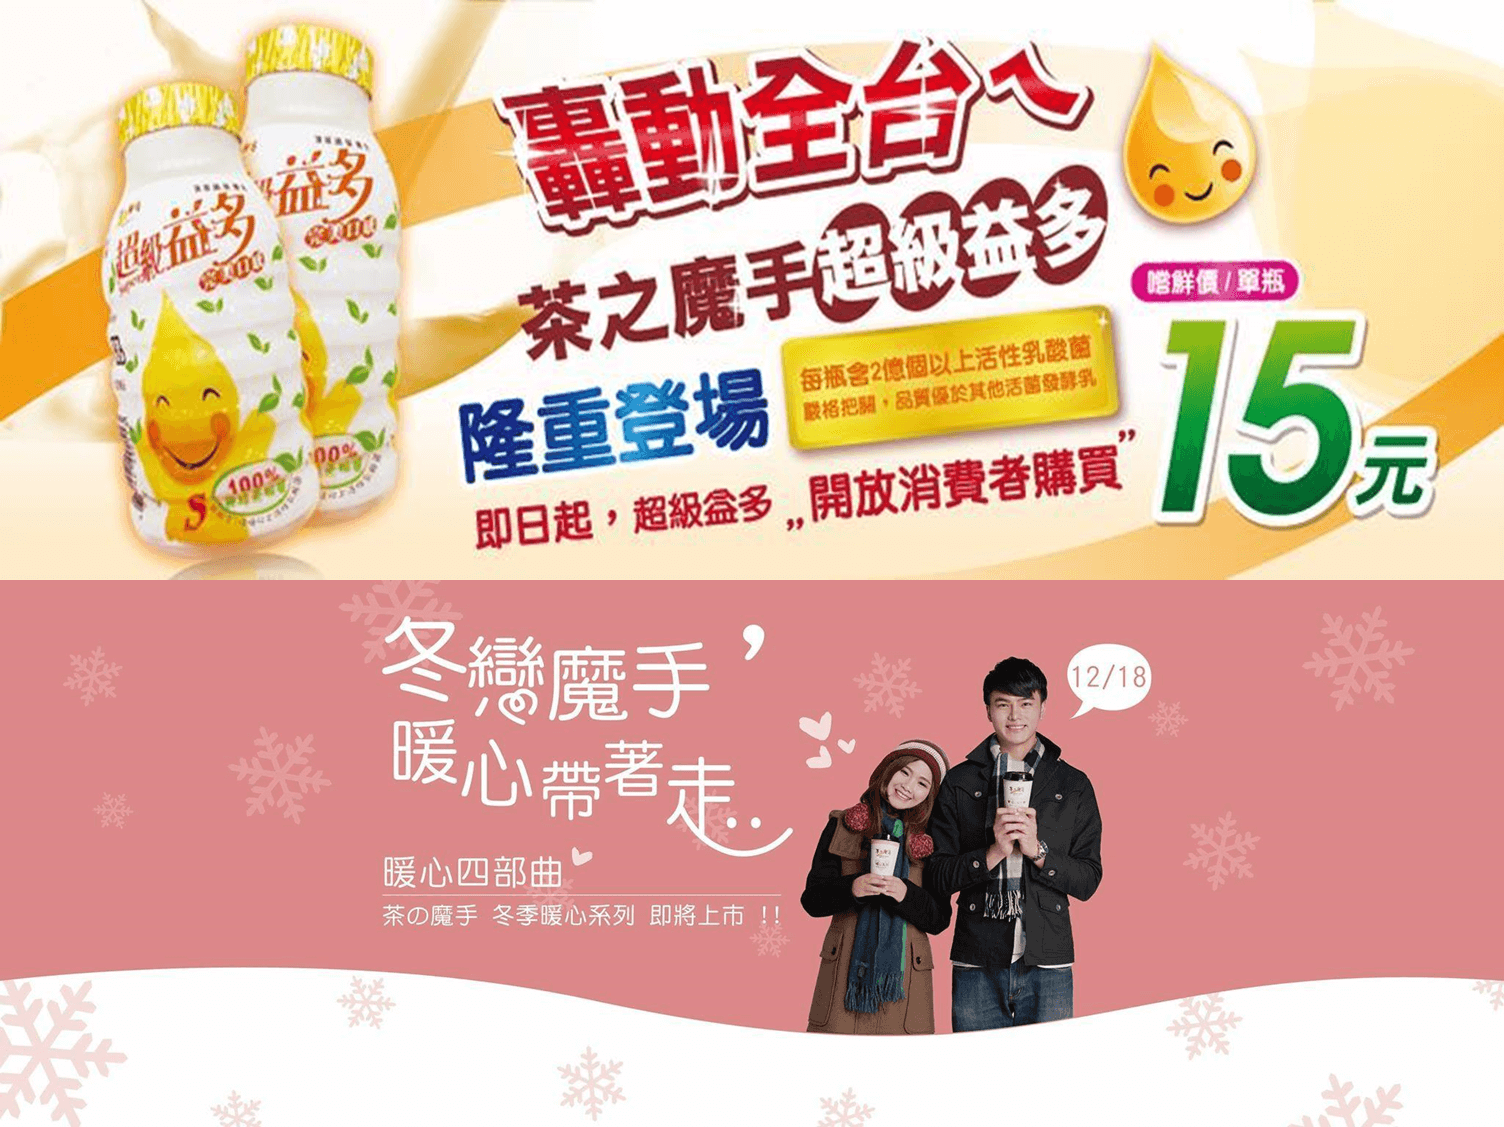 轟動全台ㄟ
茶之魔手超級益多
隆重登場
每瓶含2億個以上活性乳酸菌
嚴格把關，品質優於其他活菌發酵乳
即日起，超級益多 〃開放消費者購買〃
嚐鮮價/單瓶
15元
超級益多
100%
S
益多
冬戀魔手，
暖心帶著走..
暖心四部曲
茶の魔手 冬季暖心系列 即將上市 !!
12/18